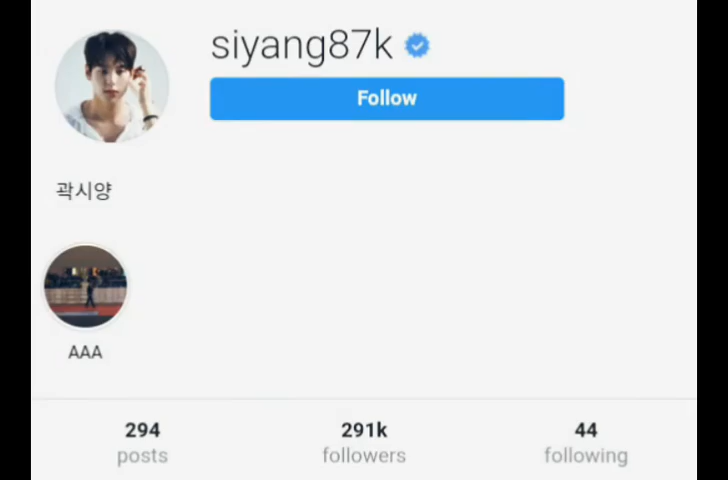 siyang87k
Follow
곽시양
AAA
294 291k 44
posts followers following